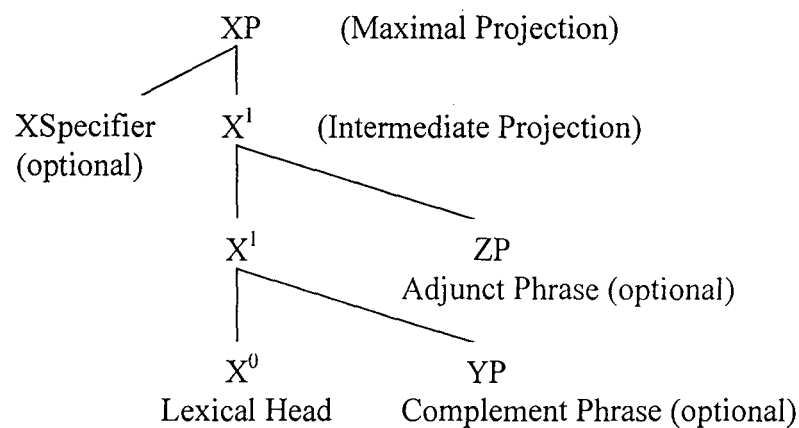 XP (Maximal Projection)
XSpecifier X¹ (Intermediate Projection)
(optional)
X¹ ZP
Adjunct Phrase (optional)
X⁰ YP
Lexical Head Complement Phrase (optional)